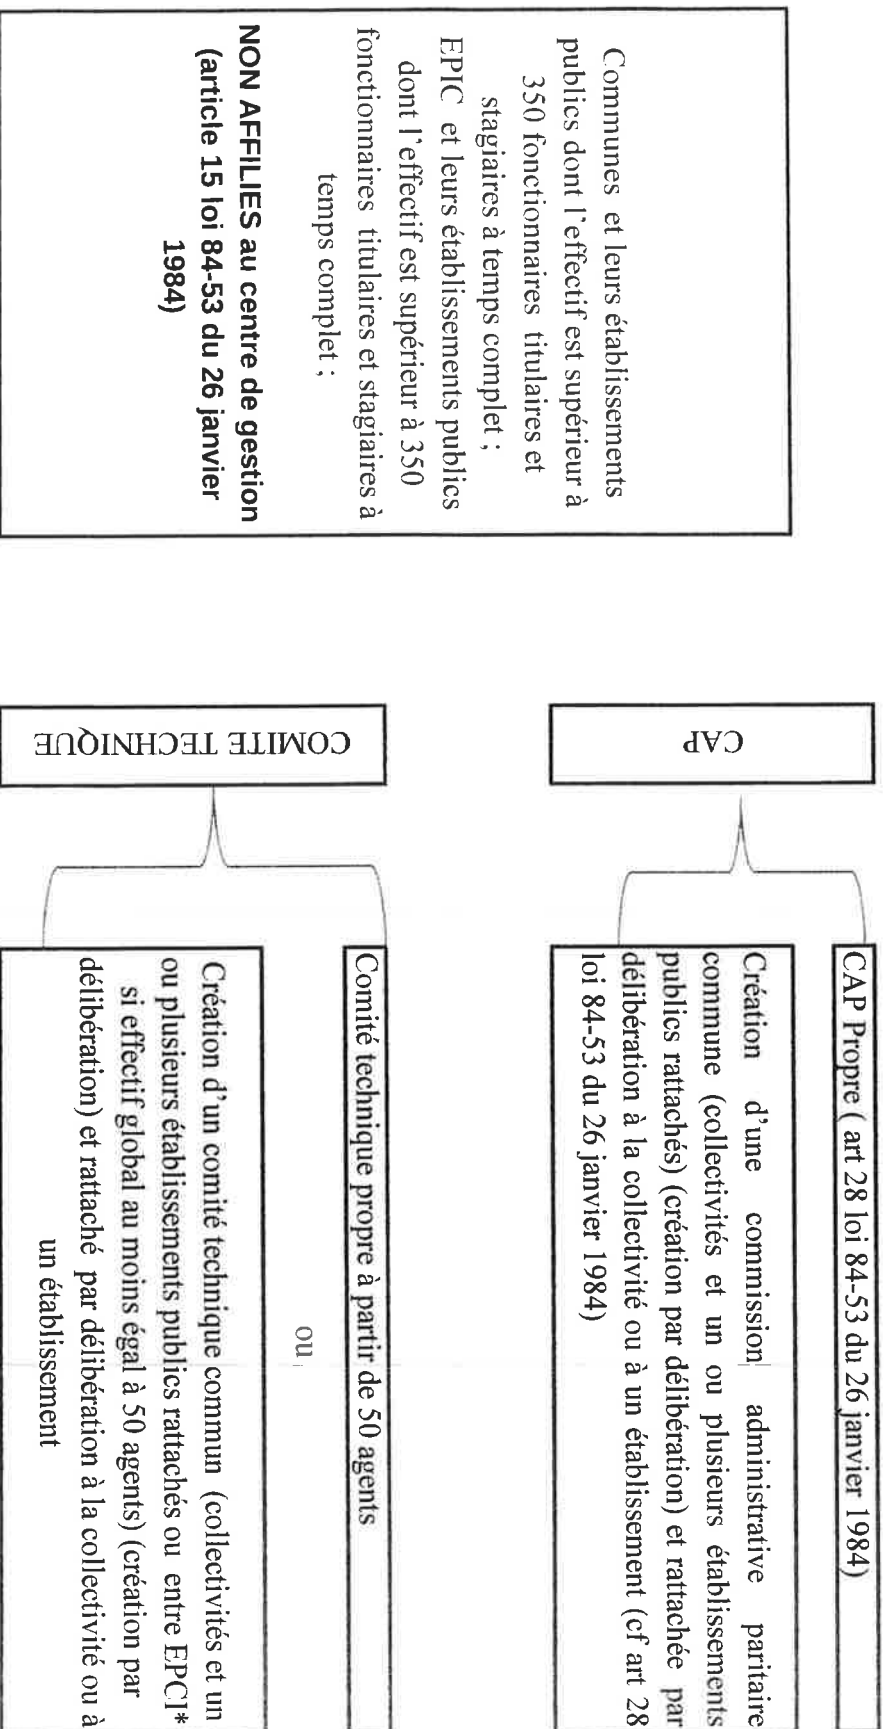 Communes et leurs établissements
publics dont l'effectif est supérieur à
350 fonctionnaires titulaires et
stagiaires à temps complet ;
EPIC et leurs établissements publics
dont l'effectif est supérieur à 350
fonctionnaires titulaires et stagiaires à
temps complet ;
NON AFFILIES au centre de gestion
(article 15 loi 84-53 du 26 janvier
1984)
CAP
CAP Propre ( art 28 loi 84-53 du 26 janvier 1984)
Création d'une commission administrative paritaire
commune (collectivités et un ou plusieurs établissements
publics rattachés) (création par délibération) et rattachée par
délibération à la collectivité ou à un établissement (cf art 28
loi 84-53 du 26 janvier 1984)
COMITE TECHNIQUE
Comité technique propre à partir de 50 agents
ou
Création d'un comité technique commun (collectivités et un
ou plusieurs établissements publics rattachés ou entre EPCI*
si effectif global au moins égal à 50 agents) (création par
délibération) et rattaché par délibération à la collectivité ou à
un établissement